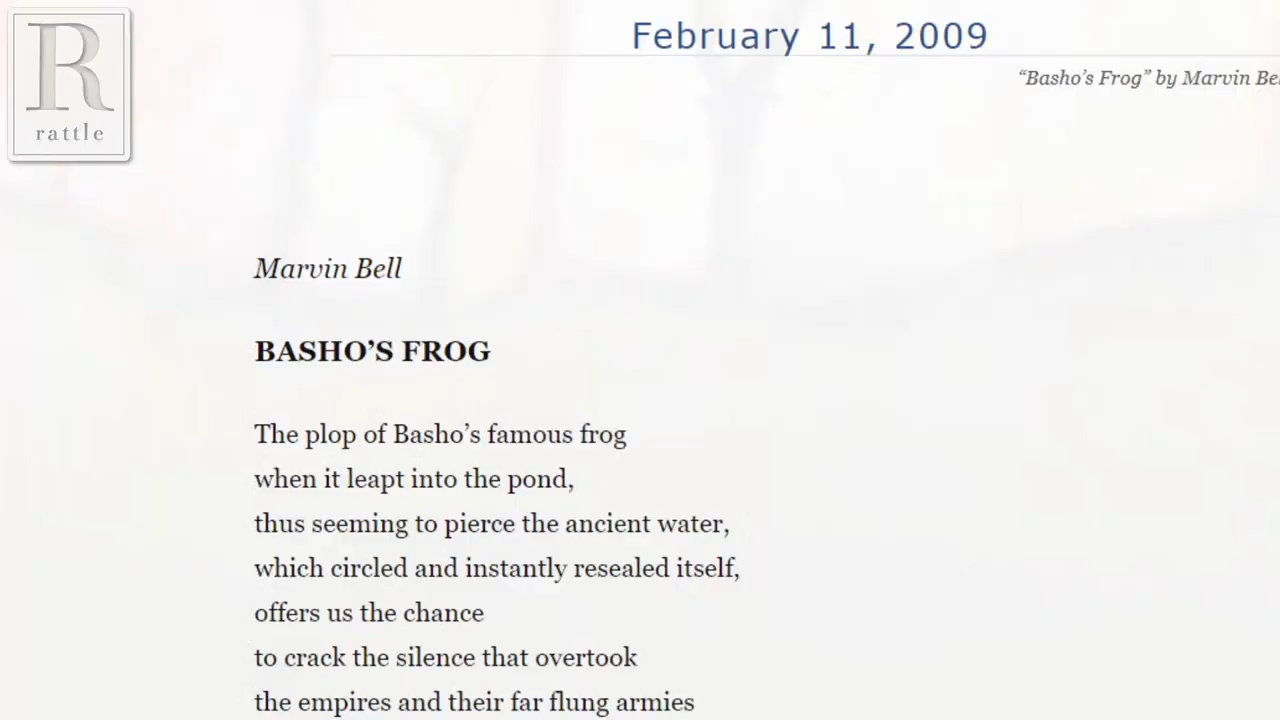 R
rattle
February 11, 2009
“Basho’s Frog” by Marvin
Marvin Bell
BASHO’S FROG
The plop of Basho’s famous frog
when it leapt into the pond,
thus seeming to pierce the ancient water,
which circled and instantly resealed itself,
offers us the chance
to crack the silence that overtook
the empires and their far flung armies